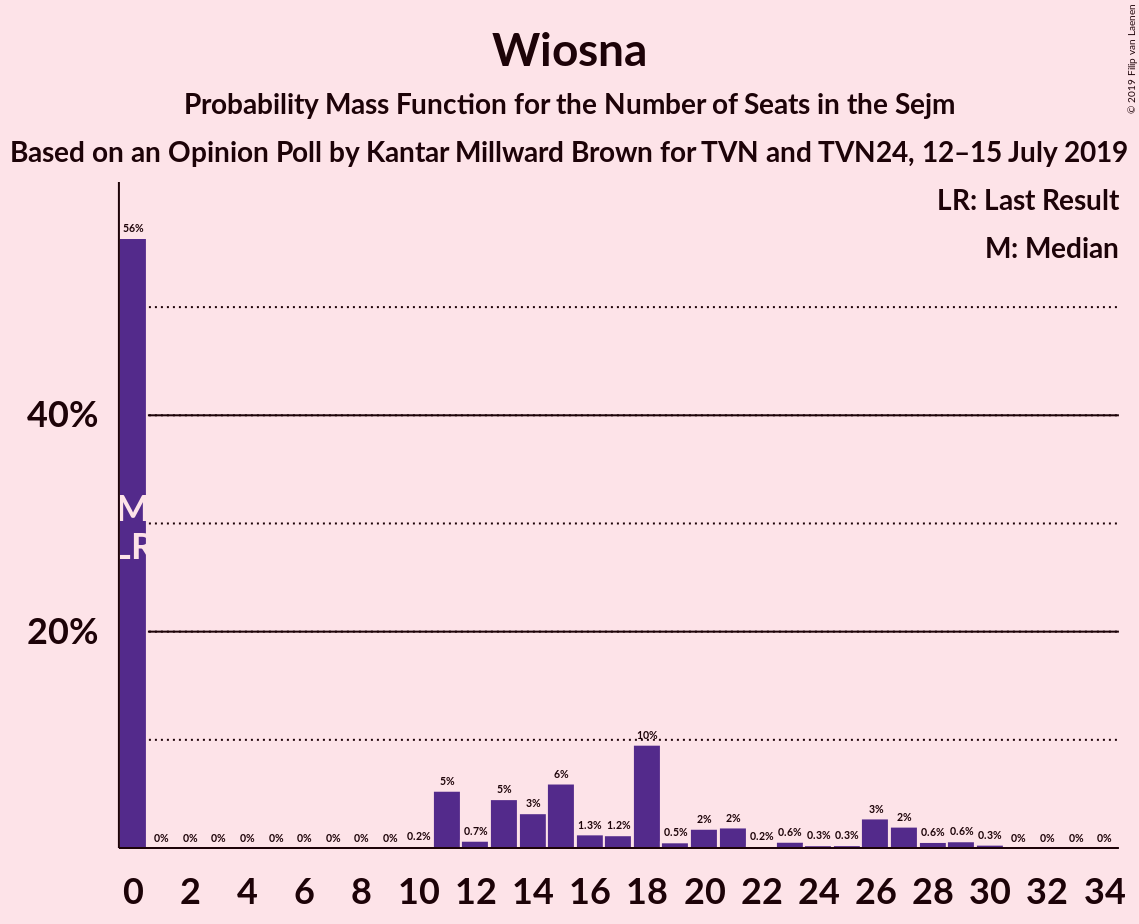 Wiosna
Probability Mass Function for the Number of Seats in the Sejm
Based on an Opinion Poll by Kantar Millward Brown for TVN and TVN24, 12–15 July 2019
© 2019 Filip van Laenen
LR: Last Result
M: Median
40%
20%
M
LR
56%
0% 0% 0% 0% 0% 0% 0% 0% 0% 0.2% 5% 0.7% 5% 3% 6% 1.3% 1.2% 10% 0.5% 2% 2% 0.2% 0.6% 0.3% 0.3% 3% 2% 0.6% 0.6% 0.3% 0% 0% 0% 0%
0 2 4 6 8 10 12 14 16 18 20 22 24 26 28 30 32 34